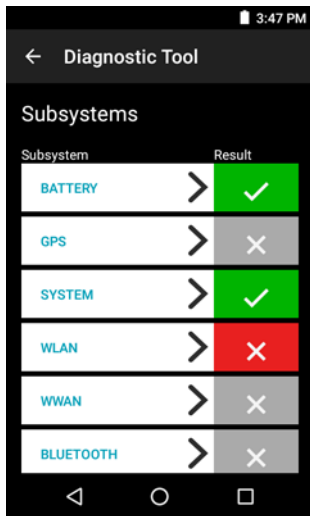 3:47 PM
Diagnostic Tool
Subsystems
Subsystem Result
BATTERY
GPS
SYSTEM
WLAN
WWAN
BLUETOOTH